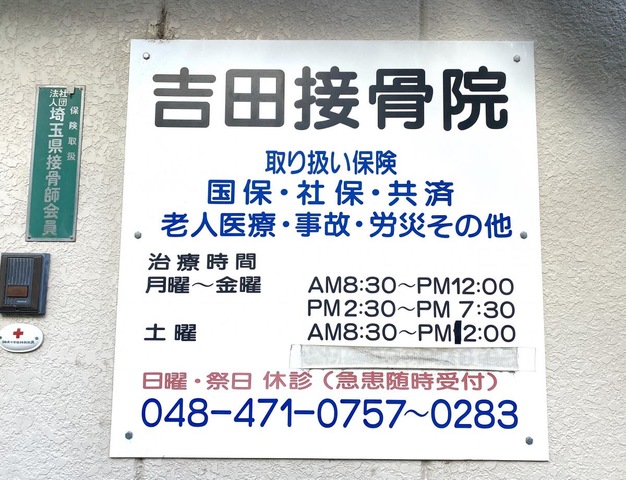 吉田接骨院
取り扱い保険
国保・社保・共済
老人医療・事故・労災その他
治療時間
月曜〜金曜 AM8:30〜PM12:00
PM2:30〜PM 7:30
土曜 AM8:30〜PM12:00
日曜・祭日 休診（急患随時受付）
048-471-0757〜0283
社団法人
埼玉県接骨師会員
保険取扱